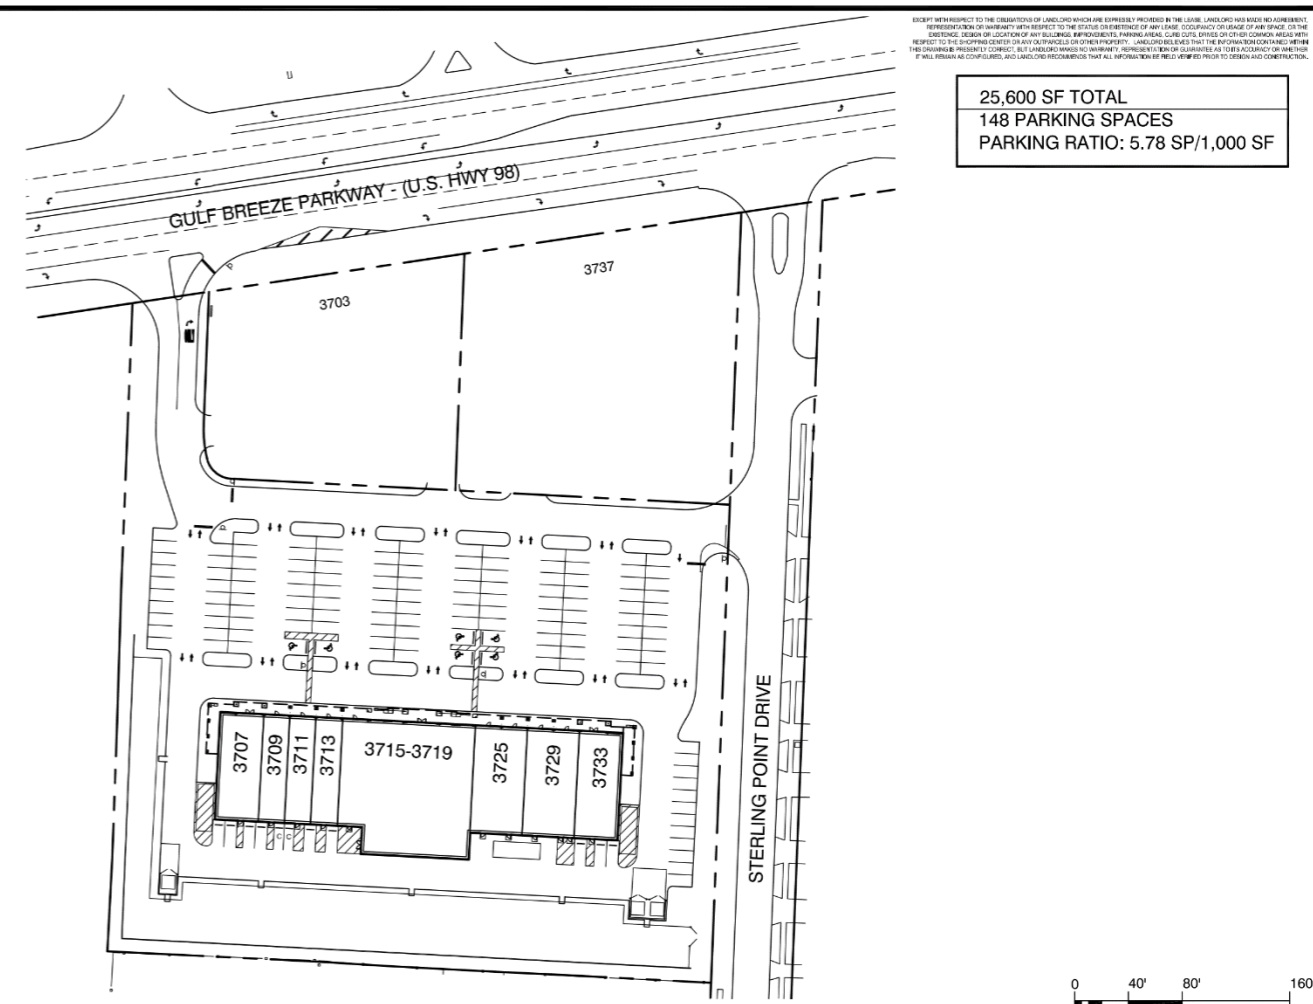 EXCEPT WITH RESPECT TO THE OBLIGATIONS OF LANDLORD WHICH ARE EXPRESSLY PROVIDED IN THE LEASE, LANDLORD HAS MADE NO AGREEMENT,
REPRESENTATION OR WARRANTY WITH RESPECT TO THE STATUS OR EXISTENCE OF ANY LEASE, OCCUPANCY OR USAGE OF ANY SPACE, OR THE
EXISTENCE, DESIGN OR LOCATION OF ANY BUILDINGS, IMPROVEMENTS, PARKING AREAS, CURB CUTS, DRIVES OR OTHER COMMON AREAS WITH
RESPECT TO THE SHOPPING CENTER OR ANY OUTPARCELS OR OTHER PROPERTY. LANDLORD BELIEVES THAT THE INFORMATION CONTAINED WITHIN
THIS DRAWING IS PRESENTLY CORRECT, BUT LANDLORD MAKES NO WARRANTY, REPRESENTATION OR GUARANTEE AS TO ITS ACCURACY OR WHETHER
IT WILL REMAIN AS CONFIGURED, AND LANDLORD RECOMMENDS THAT ALL INFORMATION BE FIELD VERIFIED PRIOR TO DESIGN AND CONSTRUCTION.
25,600 SF TOTAL
148 PARKING SPACES
PARKING RATIO: 5.78 SP/1,000 SF
GULF BREEZE PARKWAY - (U.S. HWY 98)
3703
3737
3707
3709
3711
3713
3715-3719
3725
3729
3733
C C
STERLING POINT DRIVE
0 40' 80' 160